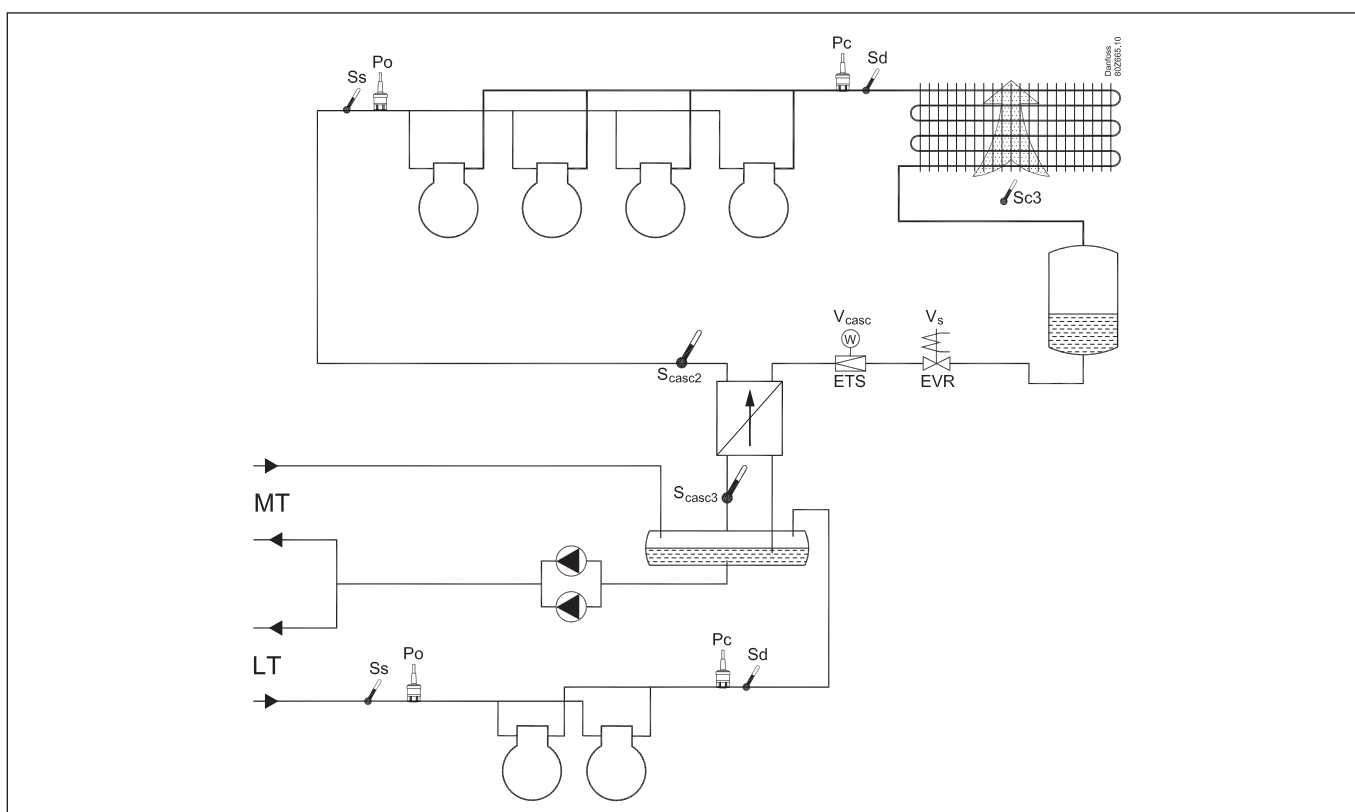 Ss
Po
Pc
Sd
Danfoss
80Z665.10
Sc3
Vcasc
Vs
W
ETS
EVR
Scasc2
Scasc3
MT
LT
Ss
Po
Pc
Sd